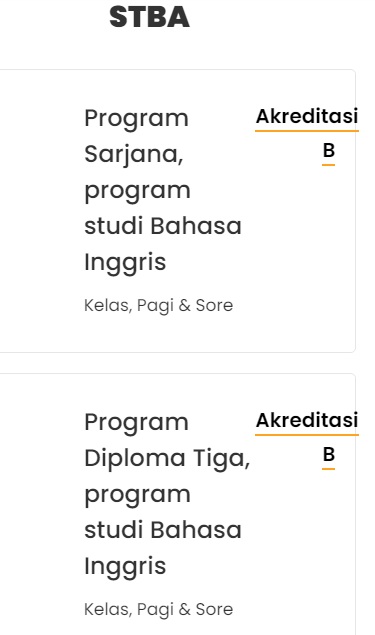 STBA
Program
Sarjana,
program
studi Bahasa
Inggris
Kelas, Pagi & Sore
Akreditasi
B
Program
Diploma Tiga,
program
studi Bahasa
Inggris
Kelas, Pagi & Sore
Akreditasi
B